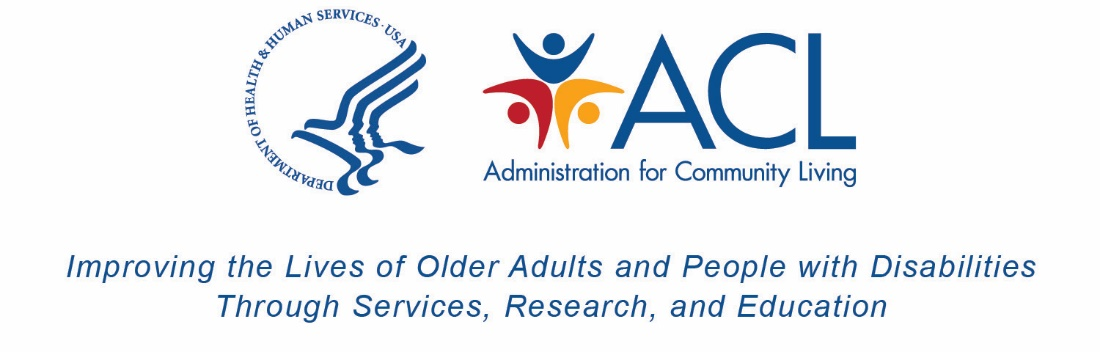 DEPARTMENT OF HEALTH & HUMAN SERVICES · USA
ACL
Administration for Community Living
Improving the Lives of Older Adults and People with Disabilities
Through Services, Research, and Education